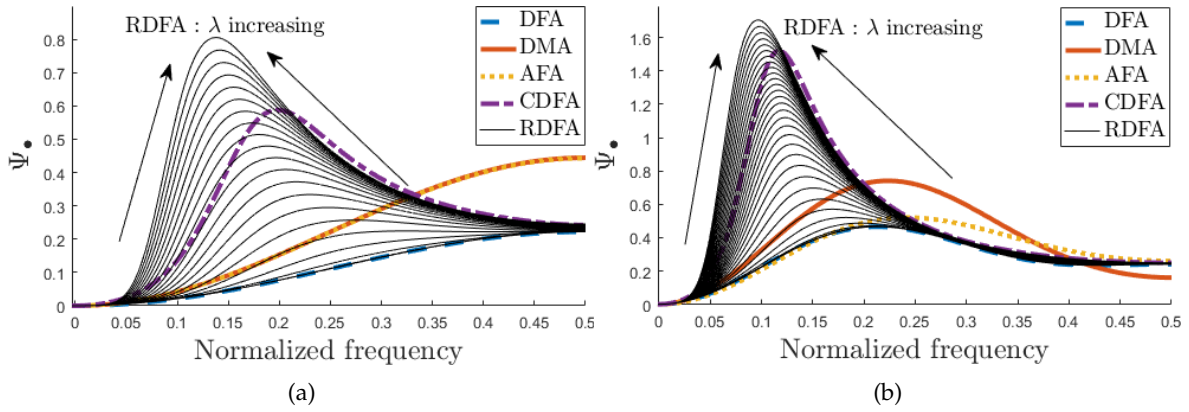 RDFA : λ increasing
0.8
0.7
0.6
0.5
0.4
0.3
0.2
0.1
0
Ψ•
0 0.05 0.1 0.15 0.2 0.25 0.3 0.35 0.4 0.45 0.5
Normalized frequency
DFA
DMA
AFA
CDFA
RDFA
(a)
RDFA : λ increasing
1.6
1.4
1.2
1
0.8
0.6
0.4
0.2
0
Ψ•
0 0.05 0.1 0.15 0.2 0.25 0.3 0.35 0.4 0.45 0.5
Normalized frequency
DFA
DMA
AFA
CDFA
RDFA
(b)